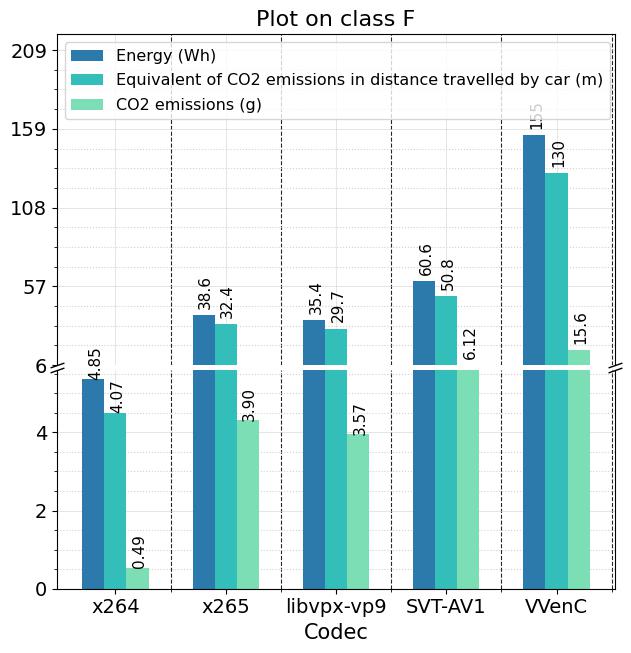 Plot on class F
Energy (Wh)
Equivalent of CO2 emissions in distance travelled by car (m)
CO2 emissions (g)
209
159
108
57
6
4
2
0
4.85
4.07
0.49
38.6
32.4
3.90
35.4
29.7
3.57
60.6
50.8
6.12
155
130
15.6
x264
x265
libvpx-vp9
SVT-AV1
VVenC
Codec